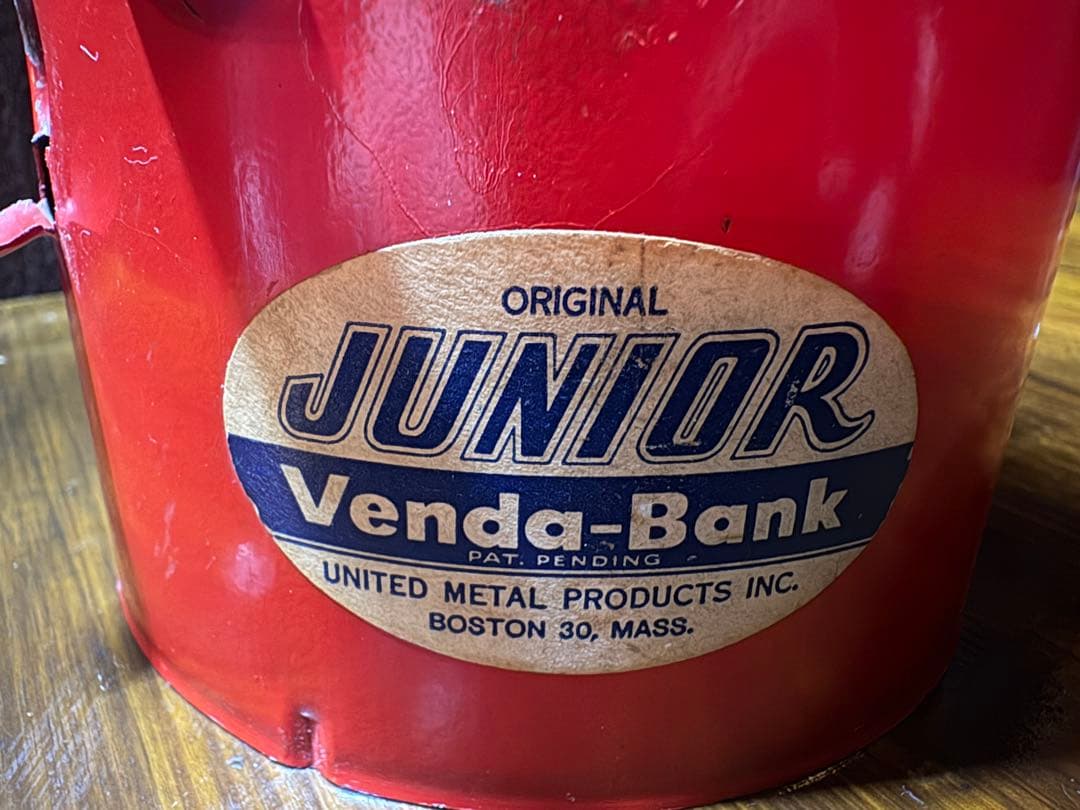 ORIGINAL
JUNIOR
Venda-Bank
PAT. PENDING
UNITED METAL PRODUCTS INC.
BOSTON 30, MASS.